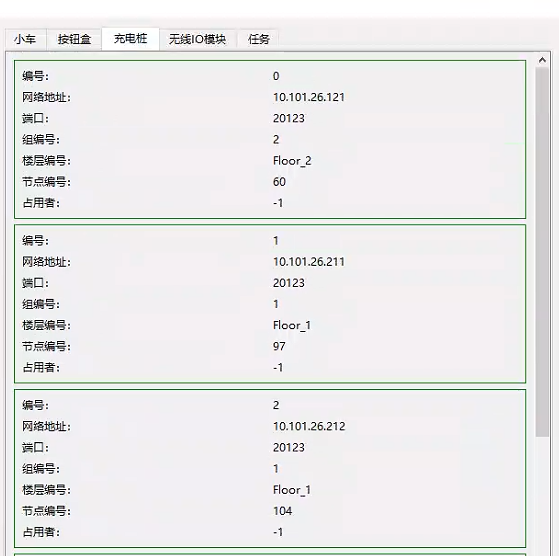 小车 按钮盒 充电桩 无线IO模块 任务
编号: 0
网络地址: 10.101.26.121
端口: 20123
组编号: 2
楼层编号: Floor_2
节点编号: 60
占用者: -1
编号: 1
网络地址: 10.101.26.211
端口: 20123
组编号: 1
楼层编号: Floor_1
节点编号: 97
占用者: -1
编号: 2
网络地址: 10.101.26.212
端口: 20123
组编号: 1
楼层编号: Floor_1
节点编号: 104
占用者: -1